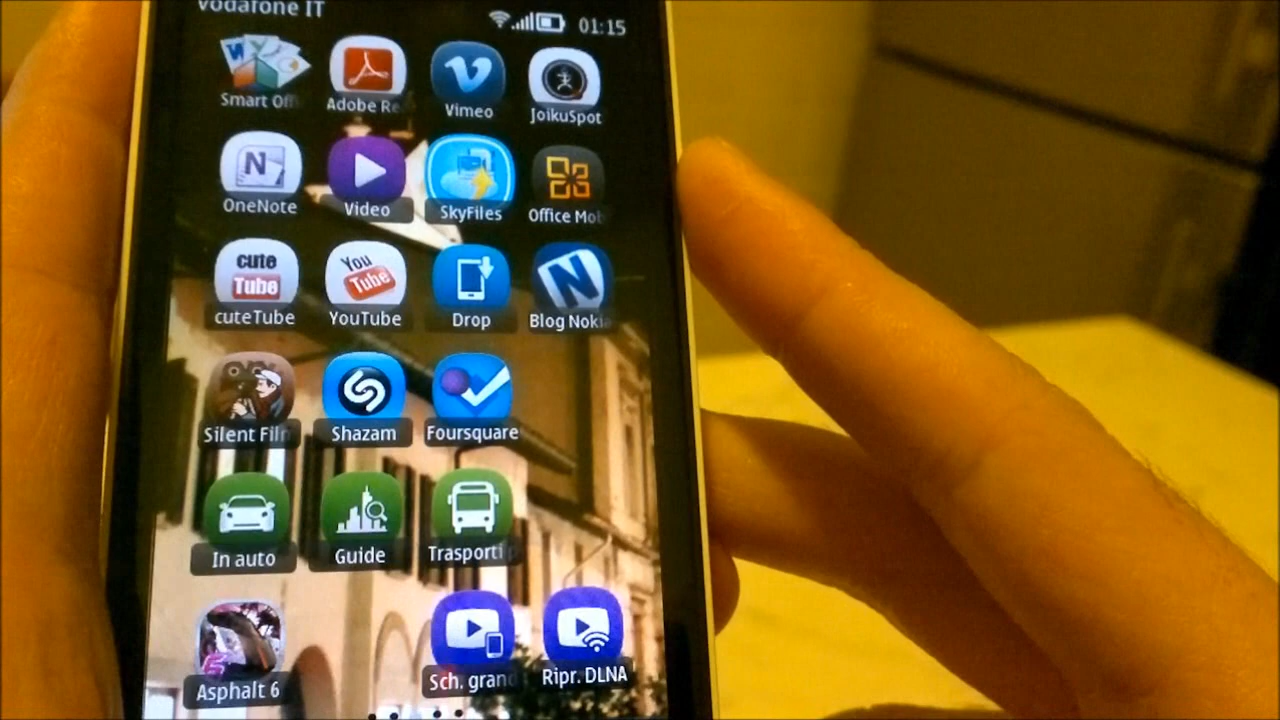 Vodafone IT
01:15
Smart Off
Adobe Re
Vimeo
JoikuSpot
N
OneNote
Video
SkyFiles
Office Mob
cute
Tube
You
Tube
N
cuteTube
YouTube
Drop
Blog Nokia
Silent Film
Shazam
Foursquare
In auto
Guide
Trasporti p
Asphalt 6
Sch. grand
Ripr. DLNA